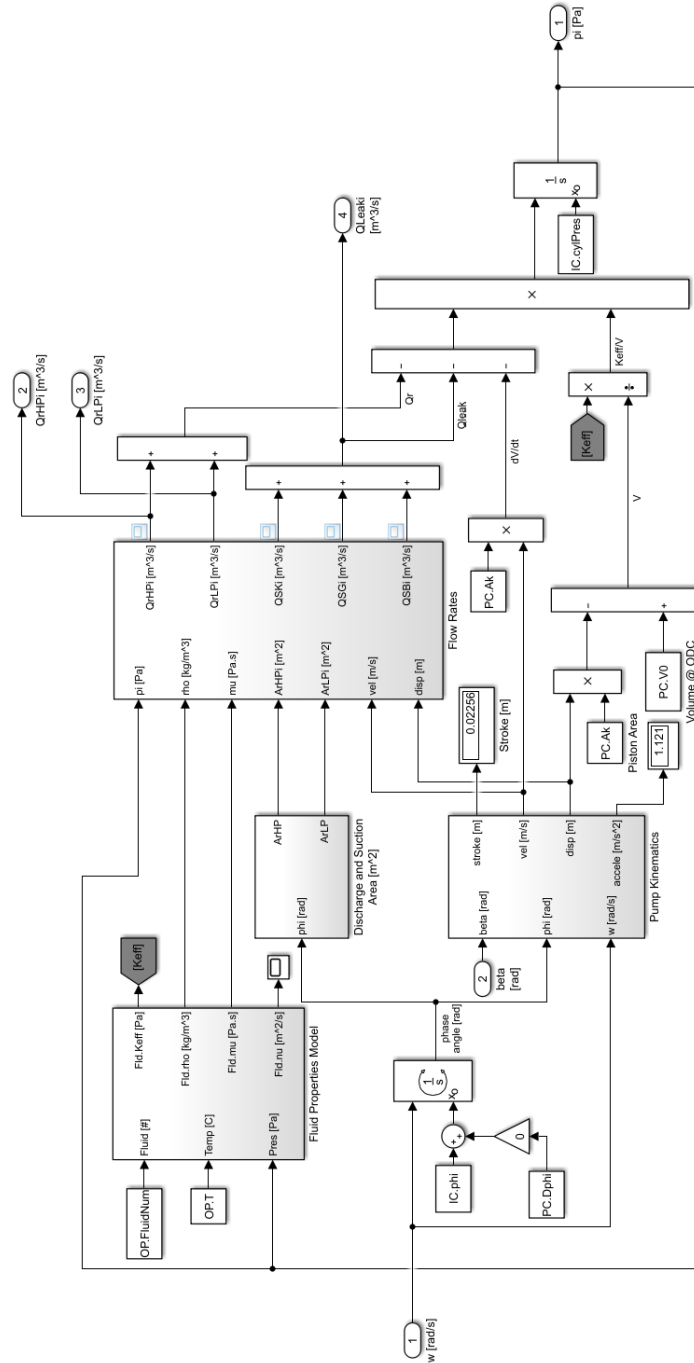 1
w [rad/s]
OP.FluidNum
OP.T
Fluid [#]
Temp [C]
Pres [Pa]
Fld.Keff [Pa]
Fld.rho [kg/m^3]
Fld.mu [Pa.s]
Fld.nu [m^2/s]
Fluid Properties Model
[Keff]
IC.phi
PC.Dphi
0
+
+
1
s
xo
phase
angle [rad]
phi [rad]
ArHP
ArLP
Discharge and Suction
Area [m^2]
2
beta
[rad]
beta [rad]
phi [rad]
w [rad/s]
stroke [m]
vel [m/s]
disp [m]
accele [m/s^2]
Pump Kinematics
0.02256
Stroke [m]
1.121
pi [Pa]
rho [kg/m^3]
mu [Pa.s]
ArHPi [m^2]
ArLPi [m^2]
vel [m/s]
disp [m]
QrHPi [m^3/s]
QrLPi [m^3/s]
QSKi [m^3/s]
QSGi [m^3/s]
QSBi [m^3/s]
Flow Rates
PC.Ak
Piston Area
×
PC.V0
Volume @ ODC
−
+
PC.Ak
×
dV/dt
V
+
+
+
+
+
2
QrHPi [m^3/s]
3
QrLPi [m^3/s]
4
QLeaki
[m^3/s]
Qr
Qleak
−
−
−
[Keff]
×
÷
Keff/V
×
IC.cylPres
1
s
xo
1
pi [Pa]